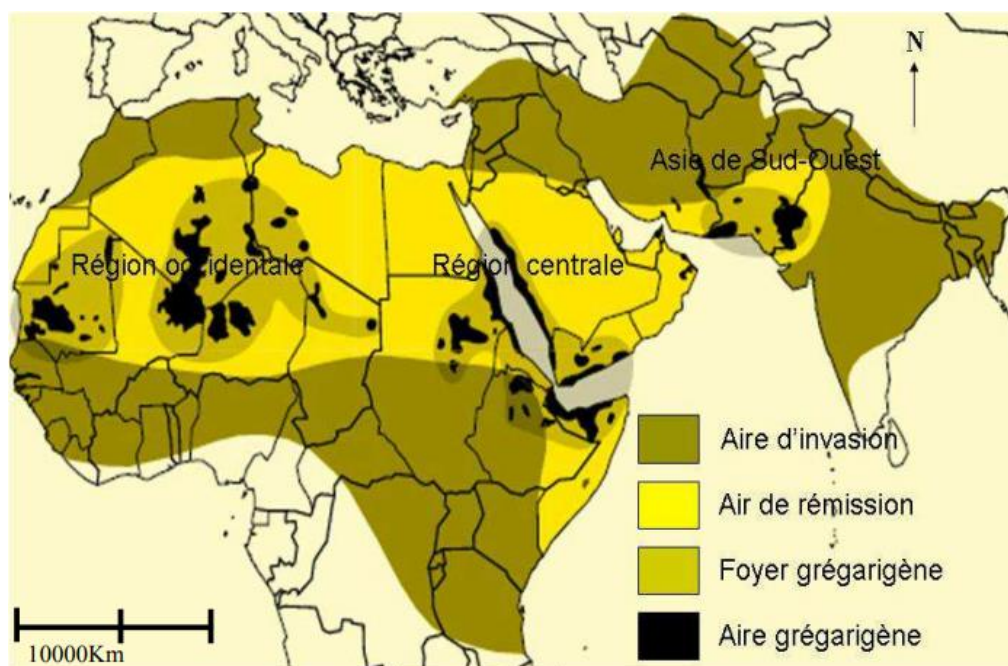 N
Asie de Sud-Ouest
Région occidentale
Région centrale
Aire d'invasion
Air de rémission
Foyer grégarigène
Aire grégarigène
10000Km